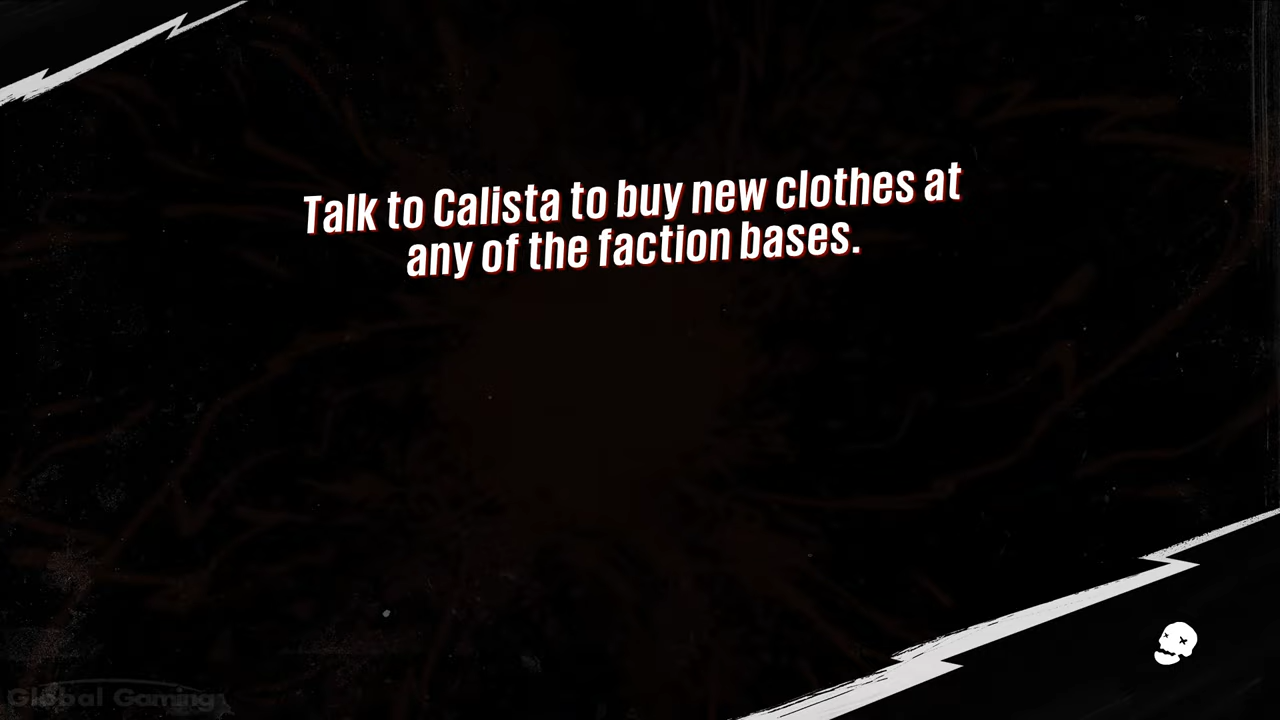 Talk to Calista to buy new clothes at
any of the faction bases.
Global Gaming